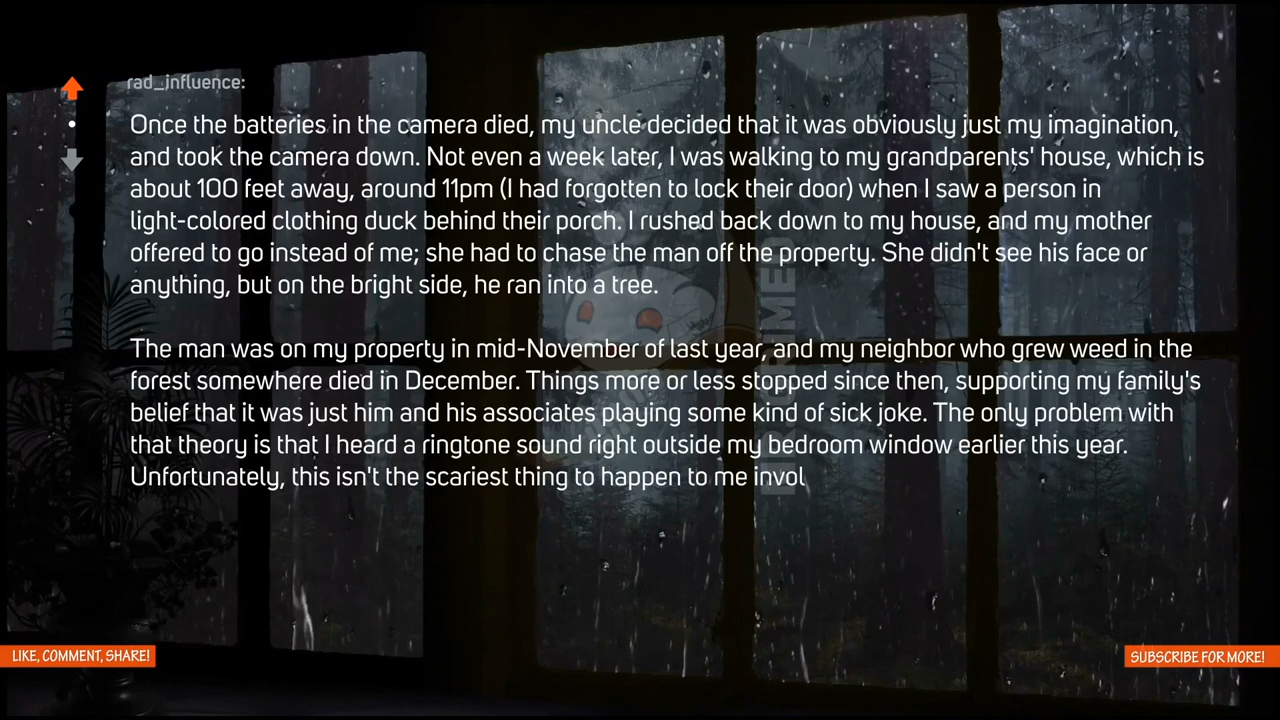 rad_influence:
Once the batteries in the camera died, my uncle decided that it was obviously just my imagination,
and took the camera down. Not even a week later, I was walking to my grandparents' house, which is
about 100 feet away, around 11pm (I had forgotten to lock their door) when I saw a person in
light-colored clothing duck behind their porch. I rushed back down to my house, and my mother
offered to go instead of me; she had to chase the man off the property. She didn't see his face or
anything, but on the bright side, he ran into a tree.
The man was on my property in mid-November of last year, and my neighbor who grew weed in the
forest somewhere died in December. Things more or less stopped since then, supporting my family's
belief that it was just him and his associates playing some kind of sick joke. The only problem with
that theory is that I heard a ringtone sound right outside my bedroom window earlier this year.
Unfortunately, this isn't the scariest thing to happen to me invol
LIKE, COMMENT, SHARE!
SUBSCRIBE FOR MORE!